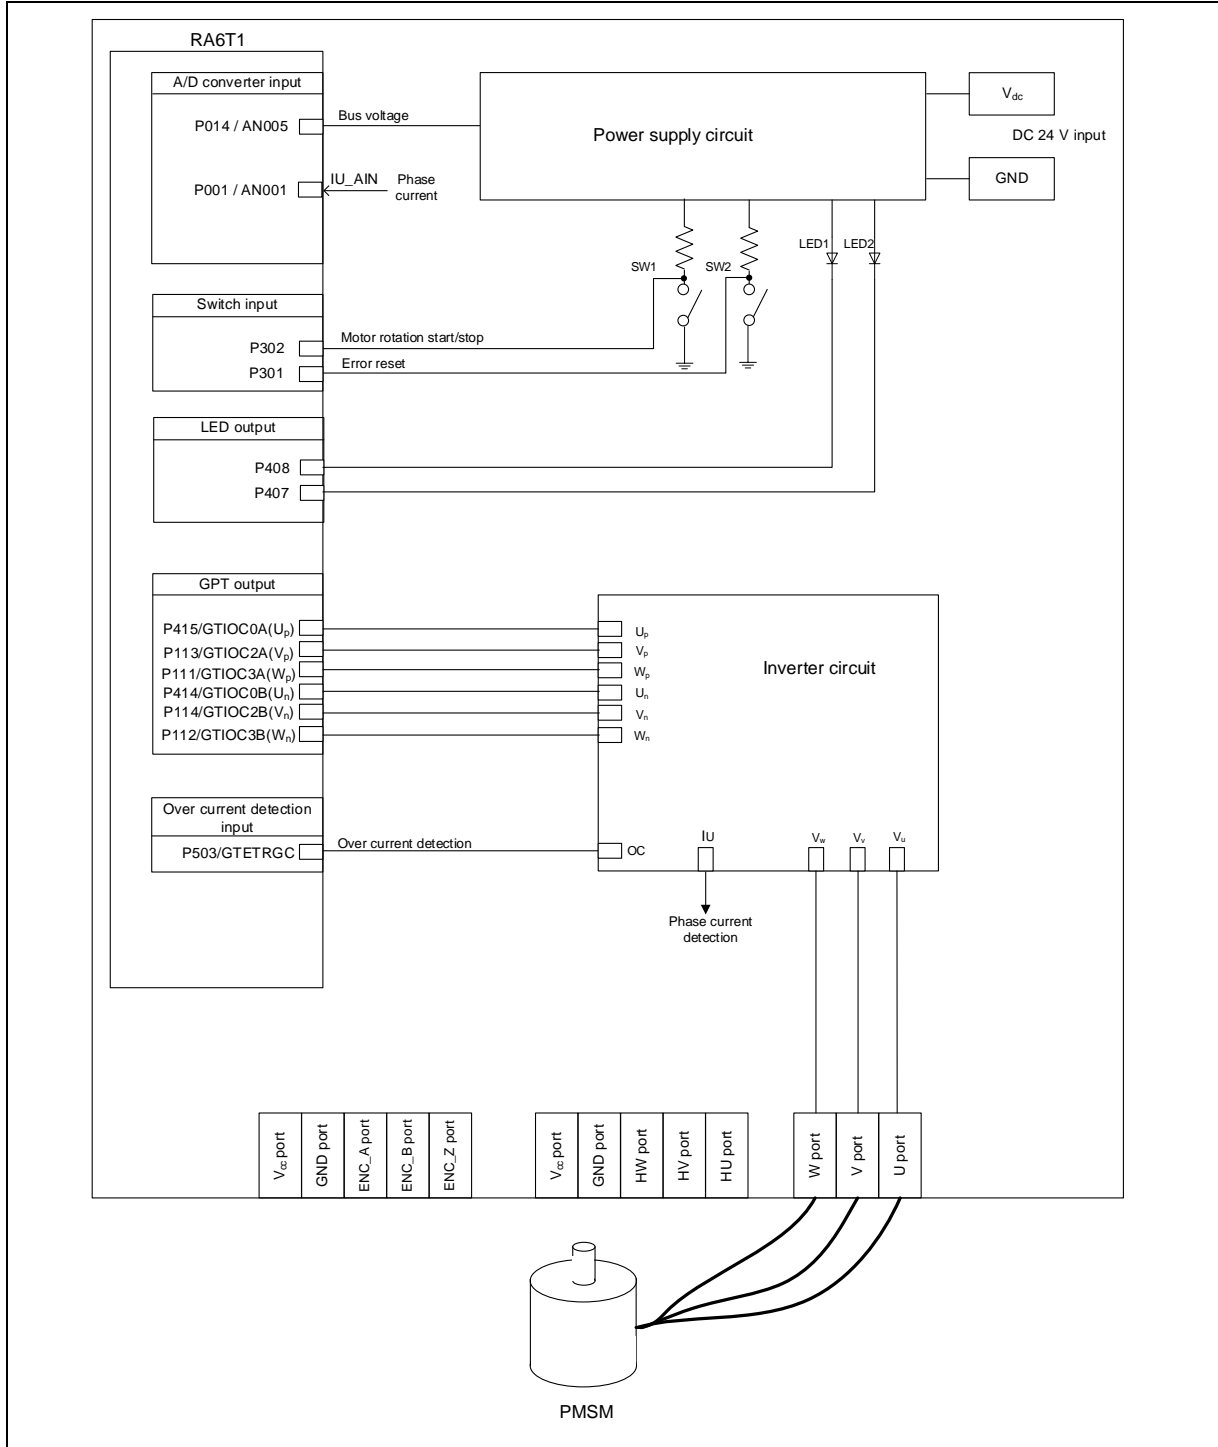 RA6T1
A/D converter input
P014 / AN005
Bus voltage
P001 / AN001
IU_AIN
Phase
current
Power supply circuit
Vdc
DC 24 V input
GND
SW1
SW2
LED1
LED2
Switch input
P302
Motor rotation start/stop
P301
Error reset
LED output
P408
P407
GPT output
P415/GTIOC0A(Up)
P113/GTIOC2A(Vp)
P111/GTIOC3A(Wp)
P414/GTIOC0B(Un)
P114/GTIOC2B(Vn)
P112/GTIOC3B(Wn)
Up
Vp
Wp
Un
Vn
Wn
Inverter circuit
Over current detection
input
P503/GTETRGC
Over current detection
OC
IU
Vw
Vv
Vu
Phase current
detection
Vcc port
GND port
ENC_A port
ENC_B port
ENC_Z port
Vcc port
GND port
HW port
HV port
HU port
W port
V port
U port
PMSM